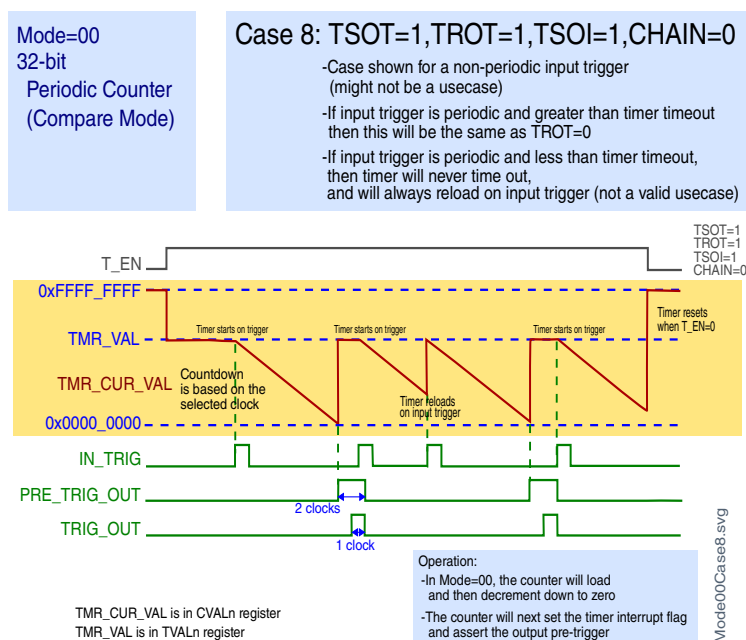 Mode=00
32-bit
Periodic Counter
(Compare Mode)
Case 8: TSOT=1,TROT=1,TSOI=1,CHAIN=0
-Case shown for a non-periodic input trigger
(might not be a usecase)
-If input trigger is periodic and greater than timer timeout
then this will be the same as TROT=0
-If input trigger is periodic and less than timer timeout,
then timer will never time out,
and will always reload on input trigger (not a valid usecase)
TSOT=1
TROT=1
TSOI=1
CHAIN=0
T_EN
0xFFFF_FFFF
Timer resets
when T_EN=0
Timer starts on trigger
Timer starts on trigger
Timer starts on trigger
TMR_VAL
TMR_CUR_VAL
Countdown
is based on the
selected clock
Timer reloads
on input trigger
0x0000_0000
IN_TRIG
PRE_TRIG_OUT
2 clocks
TRIG_OUT
1 clock
Operation:
-In Mode=00, the counter will load
and then decrement down to zero
-The counter will next set the timer interrupt flag
and assert the output pre-trigger
TMR_CUR_VAL is in CVALn register
TMR_VAL is in TVALn register
Mode00Case8.svg